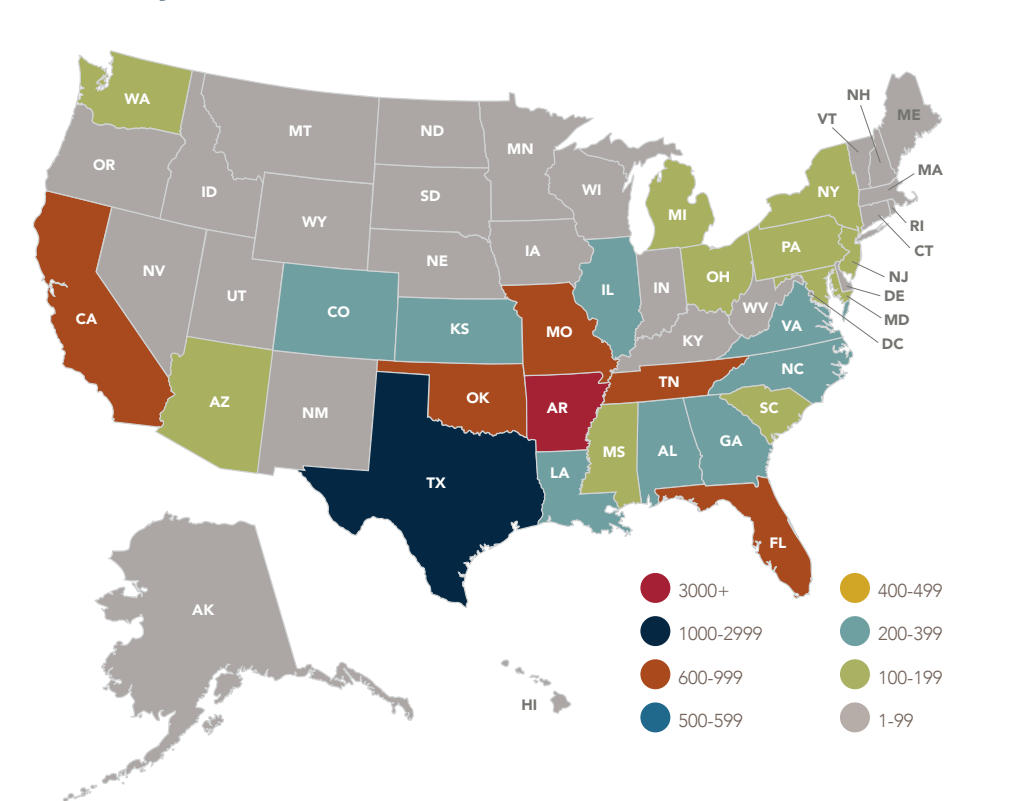 NH
VT
ME
WA
MT
ND
MN
OR
ID
SD
WI
MA
WY
MI
NY
RI
CT
IA
PA
NV
NE
OH
NJ
UT
IL
IN
DE
CO
WV
MD
CA
KS
MO
VA
DC
KY
NC
TN
AZ
OK
AR
SC
NM
MS
AL
GA
TX
LA
FL
AK
HI
3000+
1000-2999
600-999
500-599
400-499
200-399
100-199
1-99